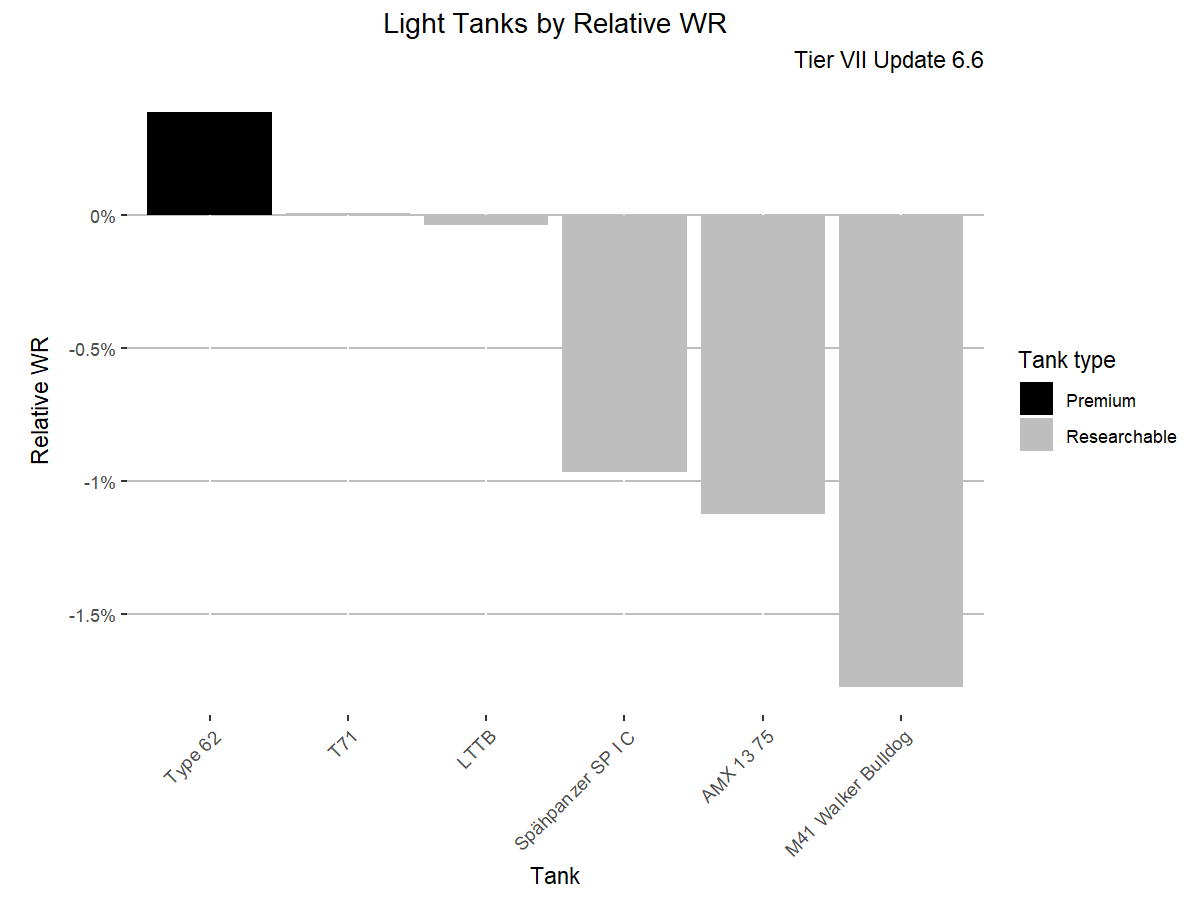 Light Tanks by Relative WR
Tier VII Update 6.6
Relative WR
0%
-0.5%
-1%
-1.5%
Type 62
T71
LTTB
Spähpanzer SP I C
AMX 13 75
M41 Walker Bulldog
Tank
Tank type
Premium
Researchable